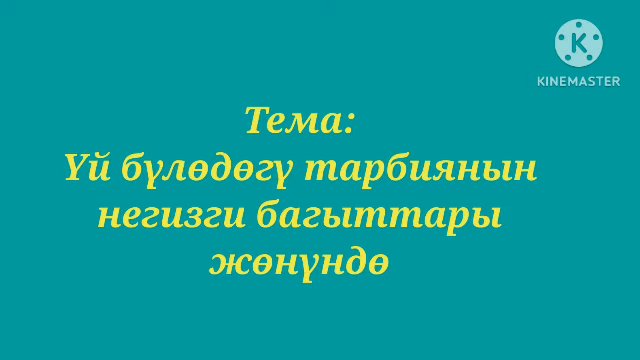 KINEMASTER
Тема:
Үй бүлөдөгү тарбиянын
негизги багыттары
жөнүндө